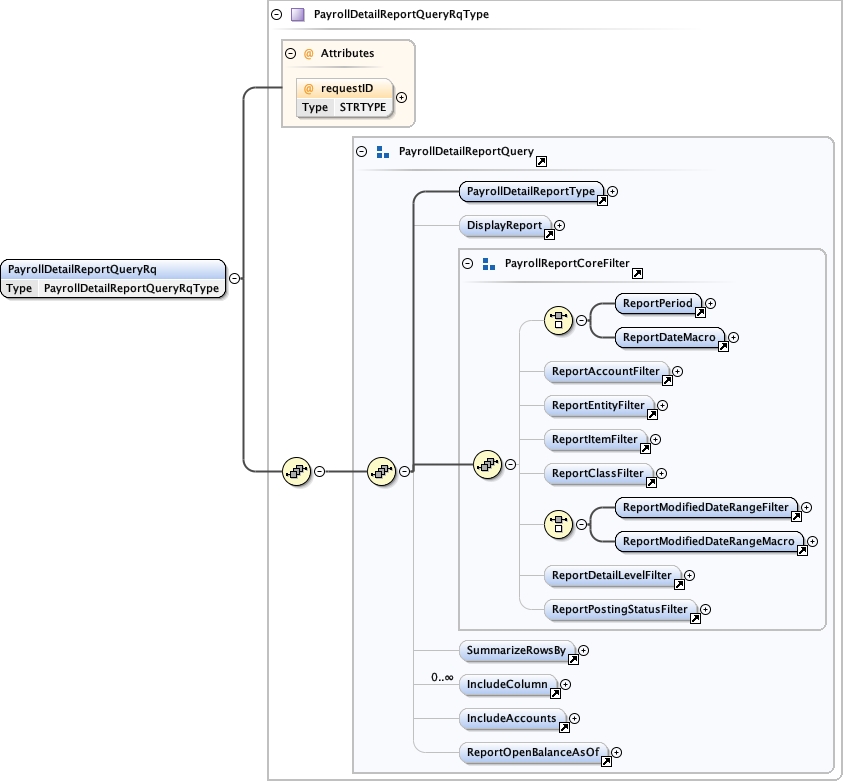 PayrollDetailReportQueryRqType
@ Attributes
@ requestID
Type STRTYPE
PayrollDetailReportQuery
PayrollDetailReportType
DisplayReport
PayrollDetailReportQueryRq
Type PayrollDetailReportQueryRqType
PayrollReportCoreFilter
ReportPeriod
ReportDateMacro
ReportAccountFilter
ReportEntityFilter
ReportItemFilter
ReportClassFilter
ReportModifiedDateRangeFilter
ReportModifiedDateRangeMacro
ReportDetailLevelFilter
ReportPostingStatusFilter
SummarizeRowsBy
0..∞
IncludeColumn
IncludeAccounts
ReportOpenBalanceAsOf